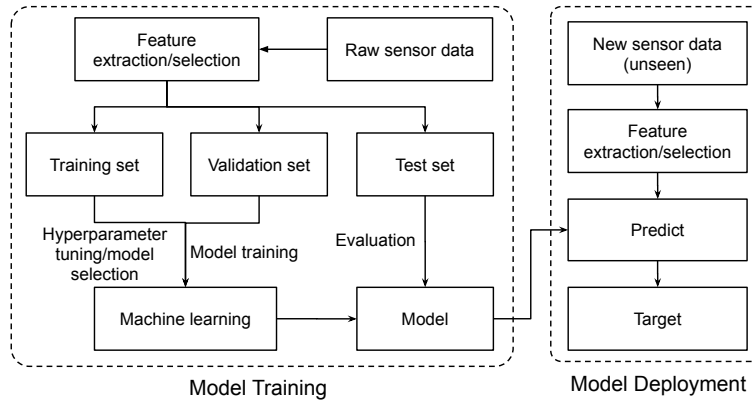 Feature
extraction/selection
Raw sensor data
Training set
Validation set
Test set
Hyperparameter
tuning/model
selection
Model training
Evaluation
Machine learning
Model
Model Training
New sensor data
(unseen)
Feature
extraction/selection
Predict
Target
Model Deployment